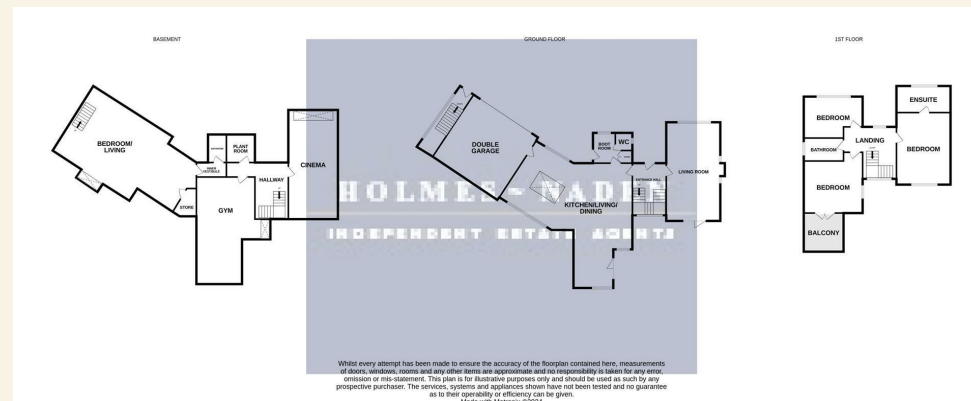 BASEMENT
GROUND FLOOR
1ST FLOOR
BEDROOM/
LIVING
PLANT
ROOM
INNER
VESTIBULE
STORE
GYM
HALLWAY
CINEMA
DOUBLE
GARAGE
BOOT
ROOM
WC
ENTRANCE HALL
LIVING ROOM
KITCHEN/LIVING/
DINING
HOLMES-NADEN
INDEPENDENT ESTATE AGENTS
BEDROOM
ENSUITE
LANDING
BATHROOM
BEDROOM
BEDROOM
BALCONY
Whilst every attempt has been made to ensure the accuracy of the floorplan contained here, measurements
of doors, windows, rooms and any other items are approximate and no responsibility is taken for any error,
omission or mis-statement. This plan is for illustrative purposes only and should be used as such by any
prospective purchaser. The services, systems and appliances shown have not been tested and no guarantee
as to their operability or efficiency can be given.
Made with Metropix ©2024